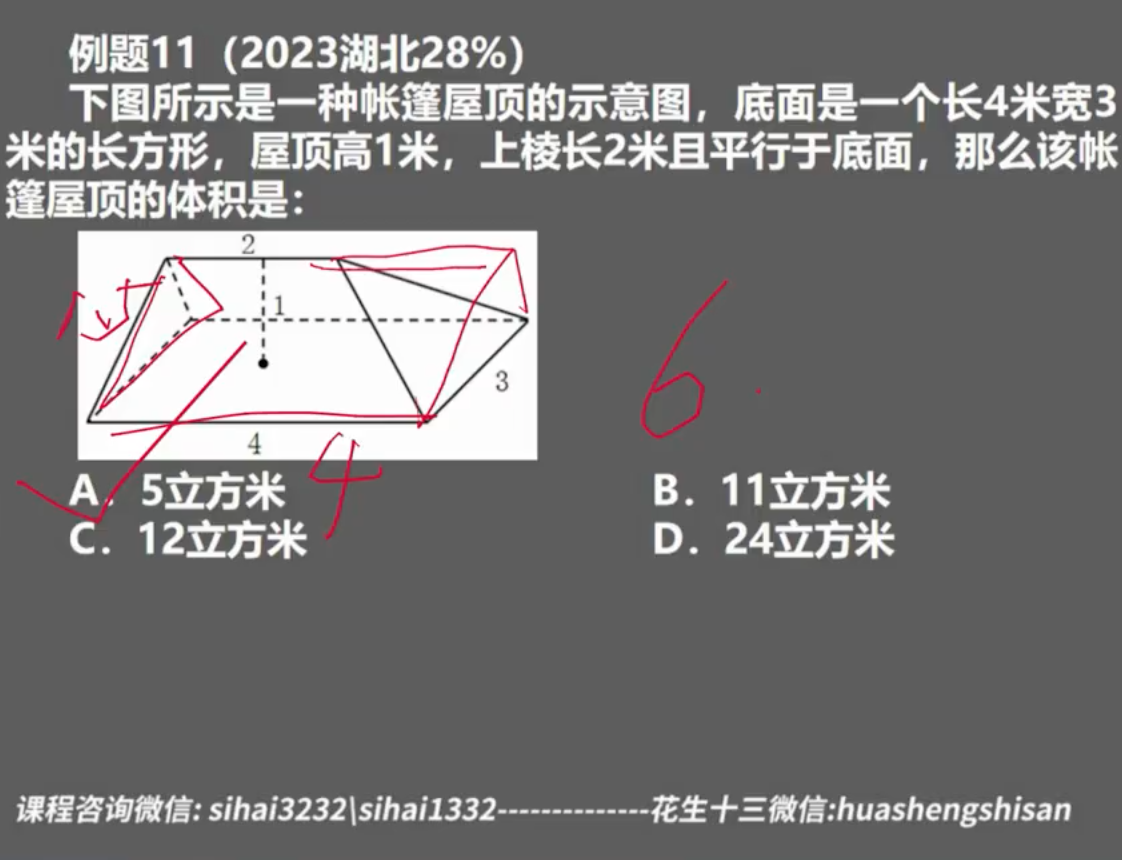 例题11（2023湖北28%）
下图所示是一种帐篷屋顶的示意图，底面是一个长4米宽3
米的长方形，屋顶高1米，上棱长2米且平行于底面，那么该帐
篷屋顶的体积是：
2
1
3
4
6
4
A. 5立方米 B. 11立方米
C. 12立方米 D. 24立方米
课程咨询微信: sihai3232\sihai1332--------------花生十三微信:huashengshisan